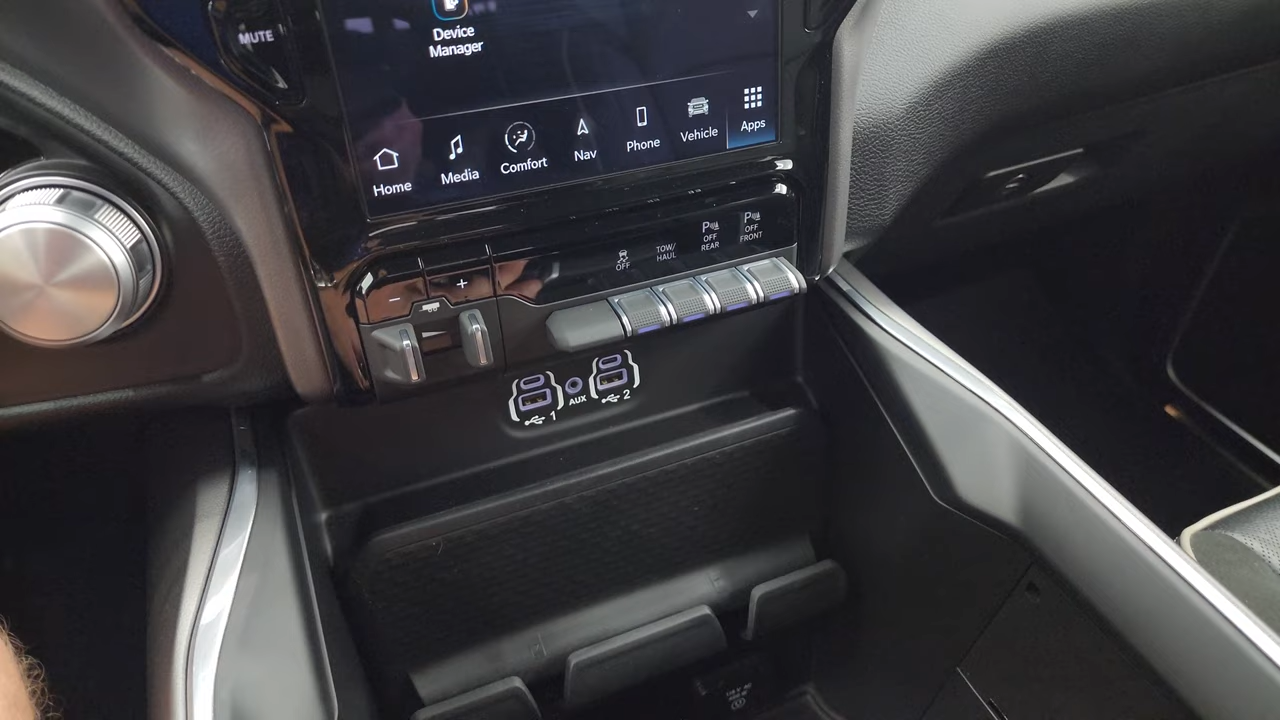 MUTE
Device
Manager
Home
Media
Comfort
Nav
Phone
Vehicle
Apps
OFF
TOW/
HAUL
P
OFF
REAR
P
OFF
FRONT
−
+
1
AUX
2